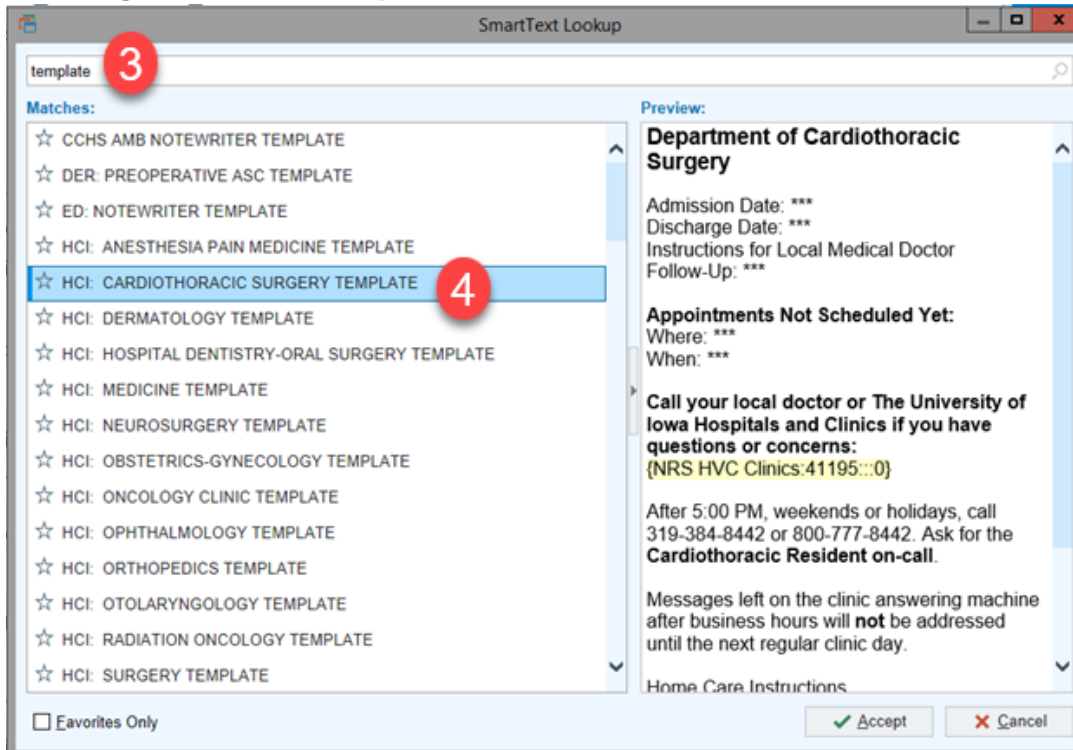 SmartText Lookup
template
3
Matches:
CCHS AMB NOTEWRITER TEMPLATE
DER: PREOPERATIVE ASC TEMPLATE
ED: NOTEWRITER TEMPLATE
HCI: ANESTHESIA PAIN MEDICINE TEMPLATE
HCI: CARDIOTHORACIC SURGERY TEMPLATE
4
HCI: DERMATOLOGY TEMPLATE
HCI: HOSPITAL DENTISTRY-ORAL SURGERY TEMPLATE
HCI: MEDICINE TEMPLATE
HCI: NEUROSURGERY TEMPLATE
HCI: OBSTETRICS-GYNECOLOGY TEMPLATE
HCI: ONCOLOGY CLINIC TEMPLATE
HCI: OPHTHALMOLOGY TEMPLATE
HCI: ORTHOPEDICS TEMPLATE
HCI: OTOLARYNGOLOGY TEMPLATE
HCI: RADIATION ONCOLOGY TEMPLATE
HCI: SURGERY TEMPLATE
Preview:
Department of Cardiothoracic
Surgery
Admission Date: ***
Discharge Date: ***
Instructions for Local Medical Doctor
Follow-Up: ***
Appointments Not Scheduled Yet:
Where: ***
When: ***
Call your local doctor or The University of
Iowa Hospitals and Clinics if you have
questions or concerns:
{NRS HVC Clinics:41195:::0}
After 5:00 PM, weekends or holidays, call
319-384-8442 or 800-777-8442. Ask for the
Cardiothoracic Resident on-call.
Messages left on the clinic answering machine
after business hours will not be addressed
until the next regular clinic day.
Home Care Instructions
Favorites Only
Accept
Cancel